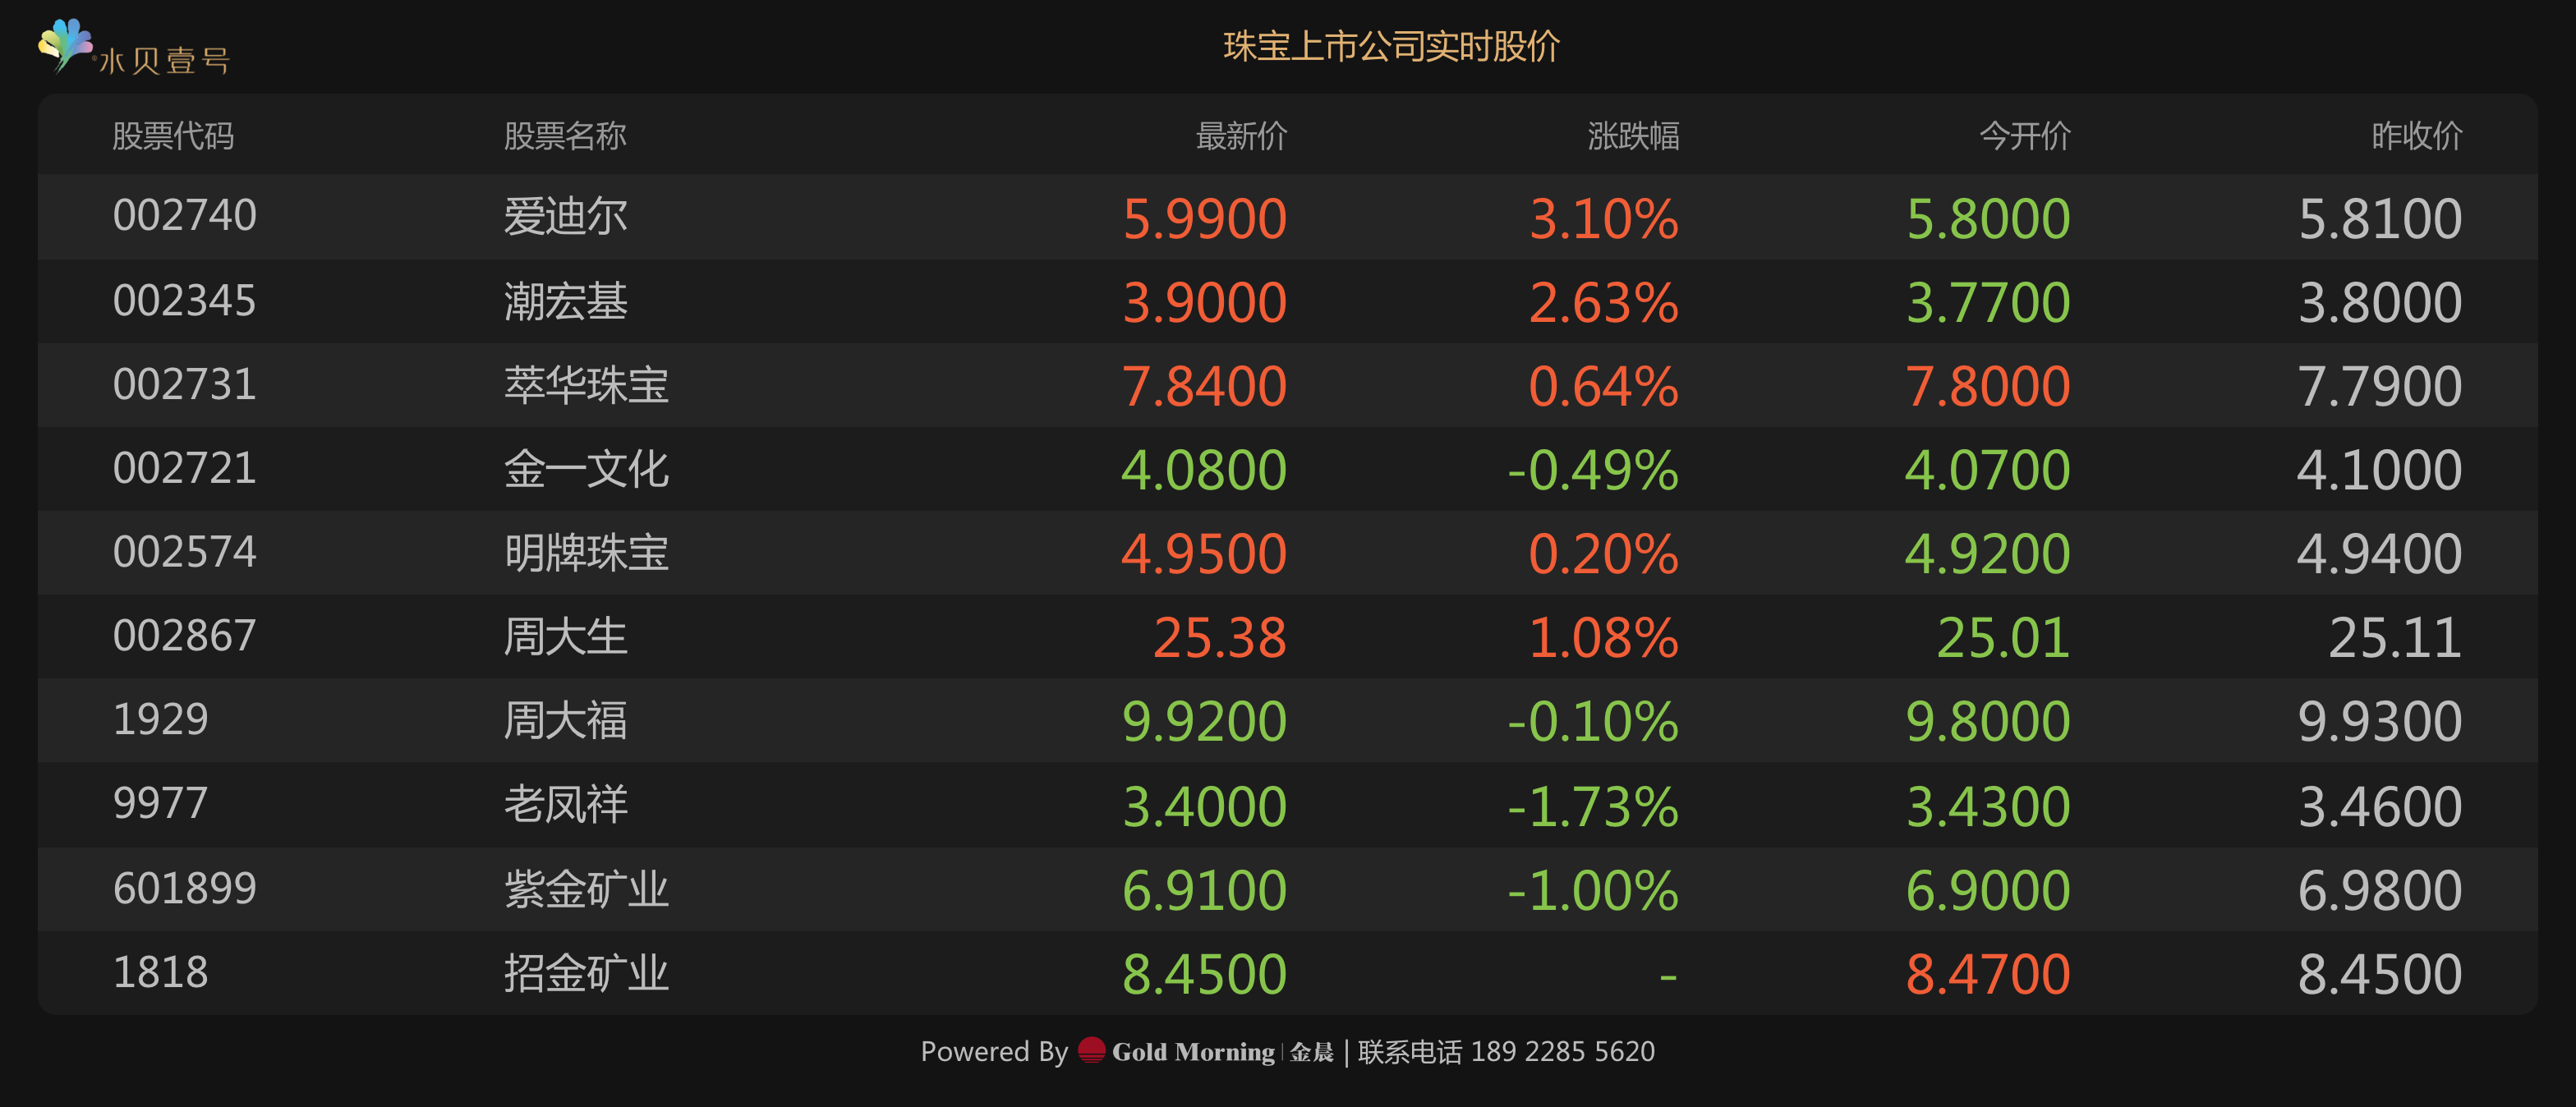 水贝壹号
珠宝上市公司实时股价
股票代码 股票名称 最新价 涨跌幅 今开价 昨收价
002740 爱迪尔 5.9900 3.10% 5.8000 5.8100
002345 潮宏基 3.9000 2.63% 3.7700 3.8000
002731 萃华珠宝 7.8400 0.64% 7.8000 7.7900
002721 金一文化 4.0800 -0.49% 4.0700 4.1000
002574 明牌珠宝 4.9500 0.20% 4.9200 4.9400
002867 周大生 25.38 1.08% 25.01 25.11
1929 周大福 9.9200 -0.10% 9.8000 9.9300
9977 老凤祥 3.4000 -1.73% 3.4300 3.4600
601899 紫金矿业 6.9100 -1.00% 6.9000 6.9800
1818 招金矿业 8.4500 - 8.4700 8.4500
Powered By Gold Morning | 金晨 | 联系电话 189 2285 5620